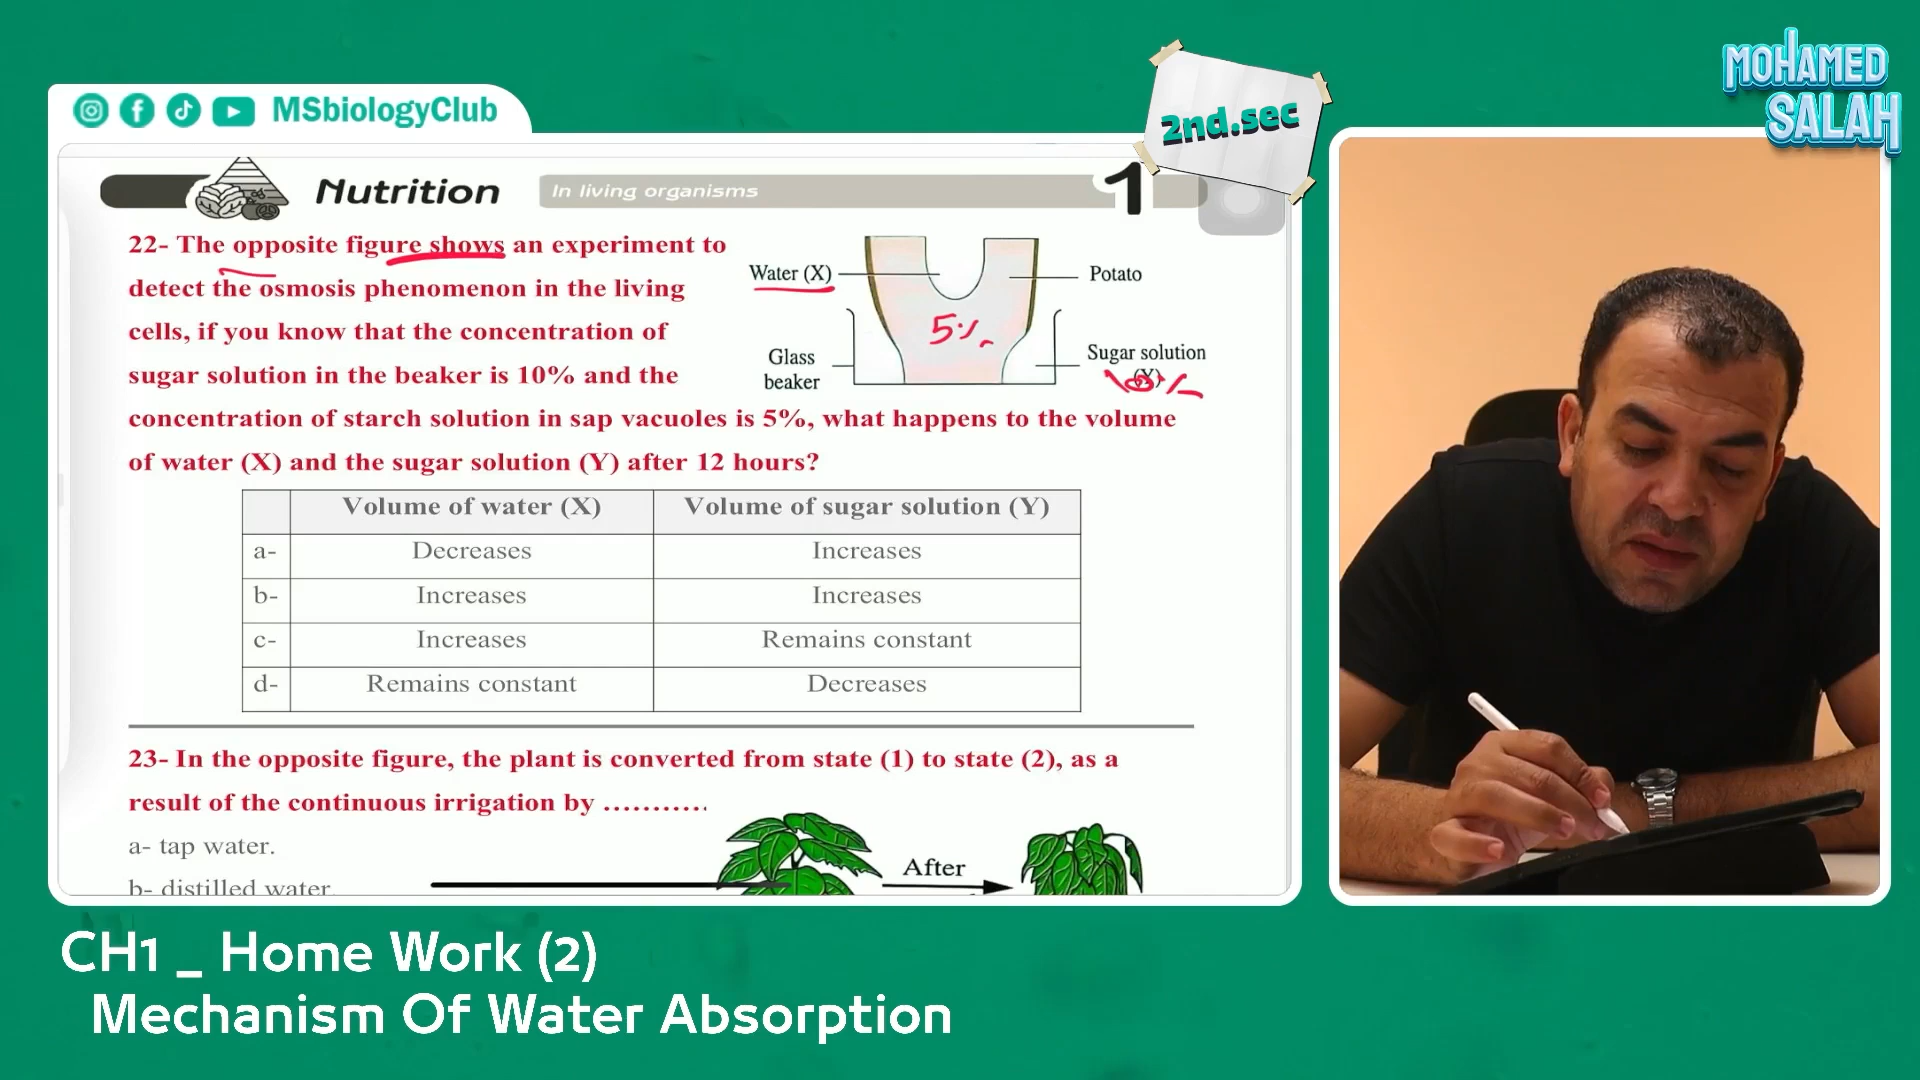 MOHAMED
SALAH
MSbiologyClub
2nd.sec
Nutrition
In living organisms
1
22- The opposite figure shows an experiment to
detect the osmosis phenomenon in the living
cells, if you know that the concentration of
sugar solution in the beaker is 10% and the
concentration of starch solution in sap vacuoles is 5%, what happens to the volume
of water (X) and the sugar solution (Y) after 12 hours?
Water (X)
Potato
5%
Glass
beaker
Sugar solution
(Y)
10%
Volume of water (X) Volume of sugar solution (Y)
a- Decreases Increases
b- Increases Increases
c- Increases Remains constant
d- Remains constant Decreases
23- In the opposite figure, the plant is converted from state (1) to state (2), as a
result of the continuous irrigation by ...........
a- tap water.
b- distilled water.
After
CH1 _ Home Work (2)
Mechanism Of Water Absorption